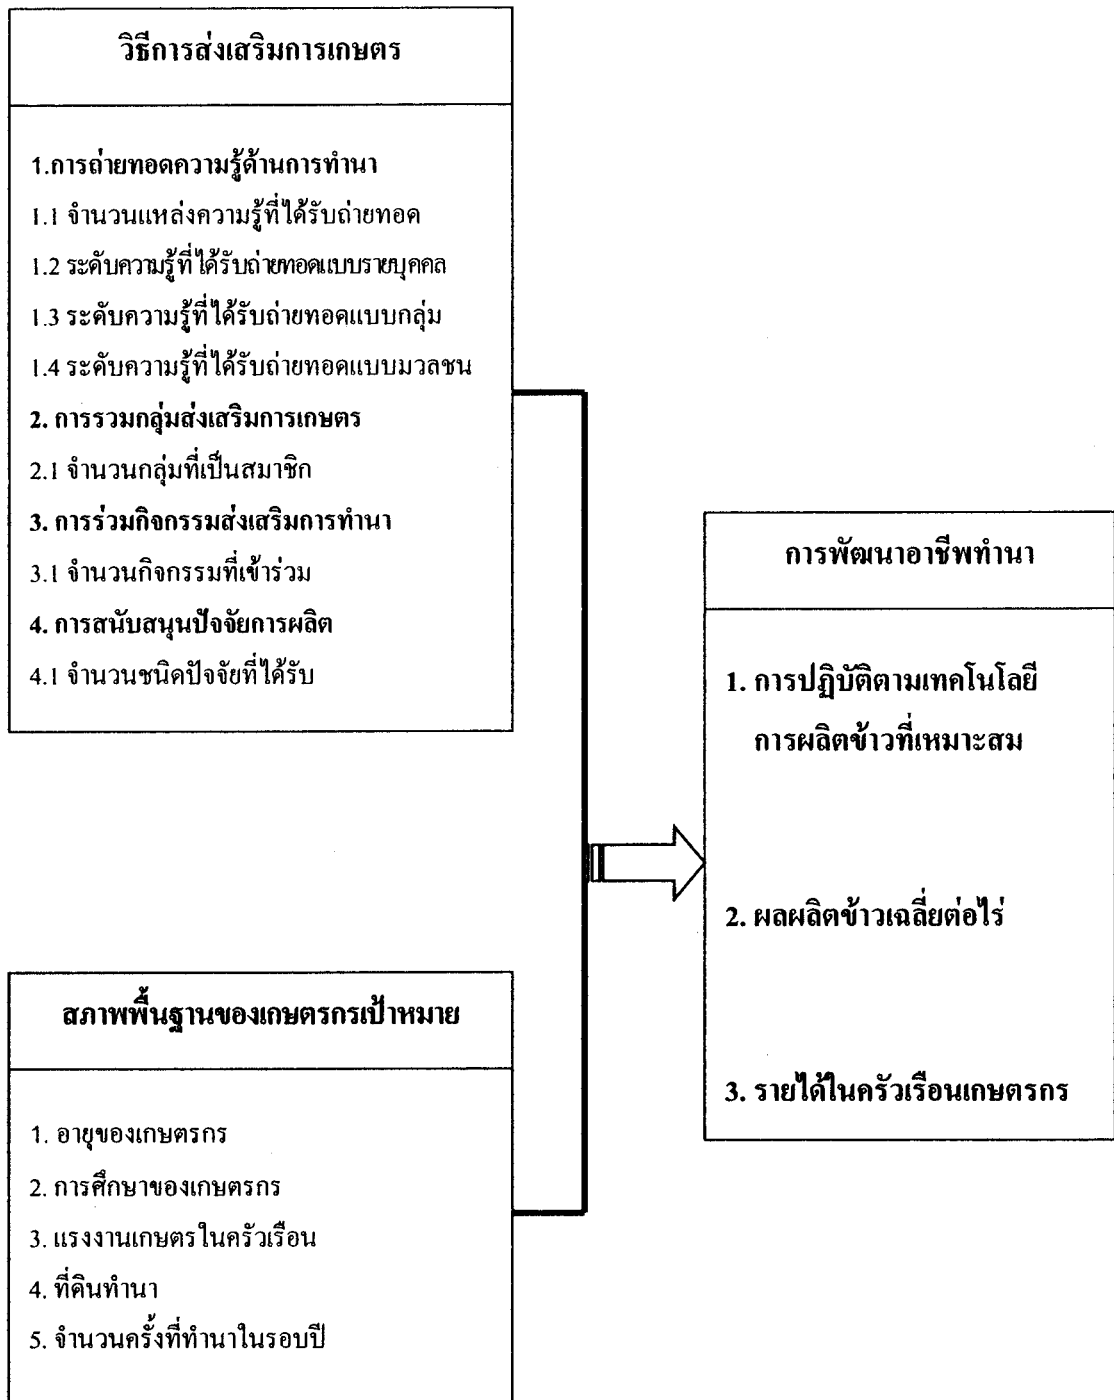 วิธีการส่งเสริมการเกษตร
1.การถ่ายทอดความรู้ด้านการทำนา
1.1 จำนวนแหล่งความรู้ที่ได้รับถ่ายทอด
1.2 ระดับความรู้ที่ได้รับถ่ายทอดแบบรายบุคคล
1.3 ระดับความรู้ที่ได้รับถ่ายทอดแบบกลุ่ม
1.4 ระดับความรู้ที่ได้รับถ่ายทอดแบบมวลชน
2. การรวมกลุ่มส่งเสริมการเกษตร
2.1 จำนวนกลุ่มที่เป็นสมาชิก
3. การร่วมกิจกรรมส่งเสริมการทำนา
3.1 จำนวนกิจกรรมที่เข้าร่วม
4. การสนับสนุนปัจจัยการผลิต
4.1 จำนวนชนิดปัจจัยที่ได้รับ
สภาพพื้นฐานของเกษตรกรเป้าหมาย
1. อายุของเกษตรกร
2. การศึกษาของเกษตรกร
3. แรงงานเกษตรในครัวเรือน
4. ที่ดินทำนา
5. จำนวนครั้งที่ทำนาในรอบปี
การพัฒนาอาชีพทำนา
1. การปฏิบัติตามเทคโนโลยี
การผลิตข้าวที่เหมาะสม
2. ผลผลิตข้าวเฉลี่ยต่อไร่
3. รายได้ในครัวเรือนเกษตรกร